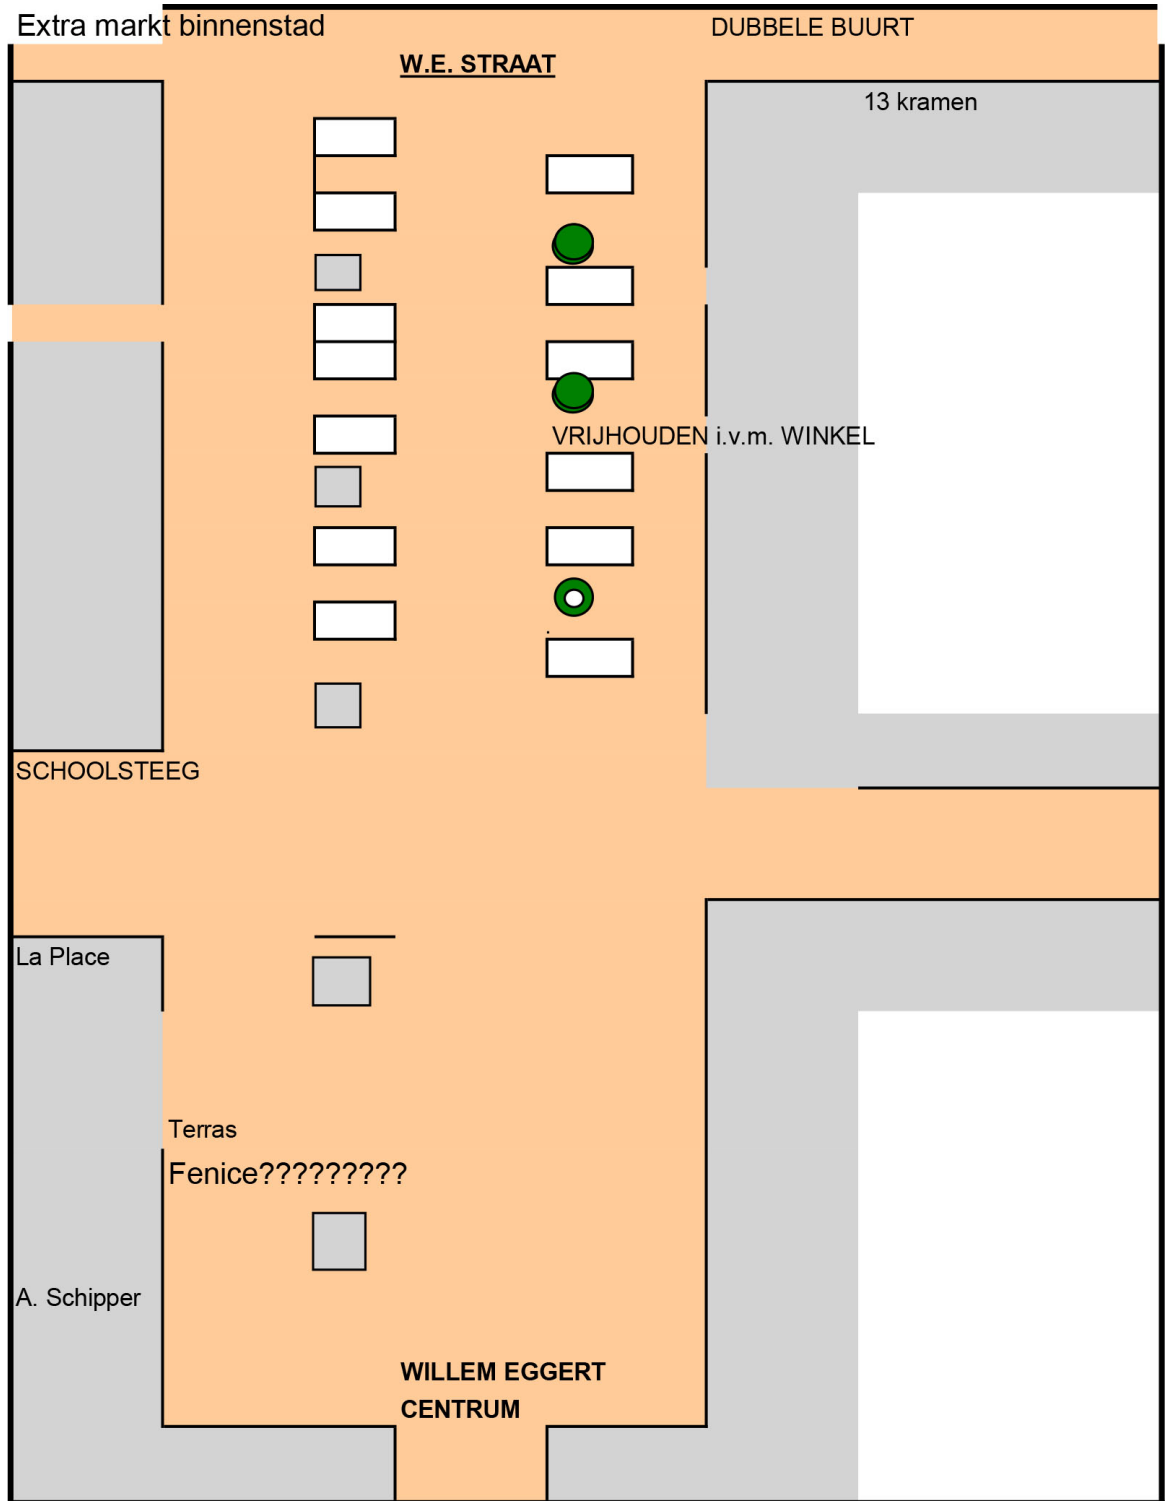 Extra markt binnenstad
DUBBELE BUURT
W.E. STRAAT
13 kramen
VRIJHOUDEN i.v.m. WINKEL
SCHOOLSTEEG
La Place
Terras
Fenice?????????
A. Schipper
WILLEM EGGERT
CENTRUM